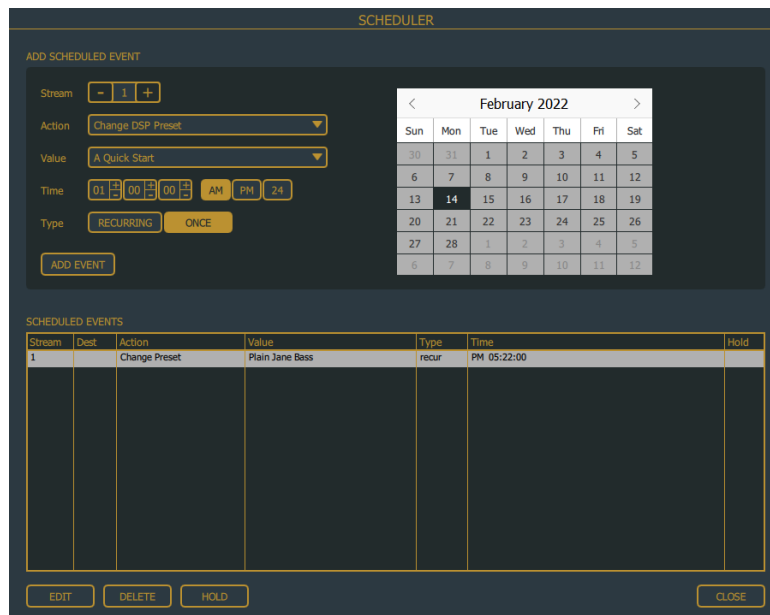 SCHEDULER
ADD SCHEDULED EVENT
Stream - 1 +
Action Change DSP Preset
Value A Quick Start
Time 01 + - 00 + - 00 + - AM PM 24
Type RECURRING ONCE
ADD EVENT
< February 2022 >
Sun Mon Tue Wed Thu Fri Sat
30 31 1 2 3 4 5
6 7 8 9 10 11 12
13 14 15 16 17 18 19
20 21 22 23 24 25 26
27 28 1 2 3 4 5
6 7 8 9 10 11 12
SCHEDULED EVENTS
Stream Dest Action Value Type Time Hold
1 Change Preset Plain Jane Bass recur PM 05:22:00
EDIT DELETE HOLD CLOSE